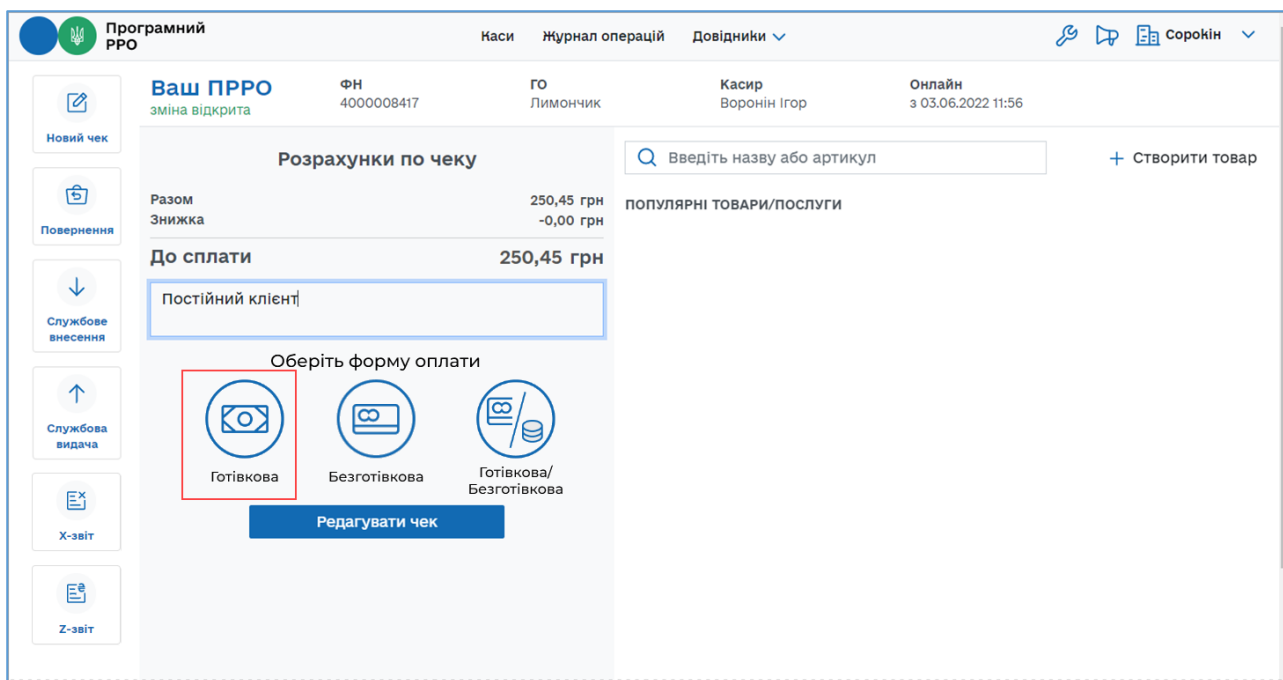 Програмний
РРО
Каси
Журнал операцій
Довідники
Сорокін
Новий чек
Повернення
Службове
внесення
Службова
видача
X-звіт
Z-звіт
Ваш ПРРО
зміна відкрита
ФН
4000008417
ГО
Лимончик
Касир
Воронін Ігор
Онлайн
з 03.06.2022 11:56
Розрахунки по чеку
Разом 250,45 грн
Знижка -0,00 грн
До сплати 250,45 грн
Постійний клієнт
Оберіть форму оплати
Готівкова
Безготівкова
Готівкова/
Безготівкова
Редагувати чек
Введіть назву або артикул
+ Створити товар
ПОПУЛЯРНІ ТОВАРИ/ПОСЛУГИ